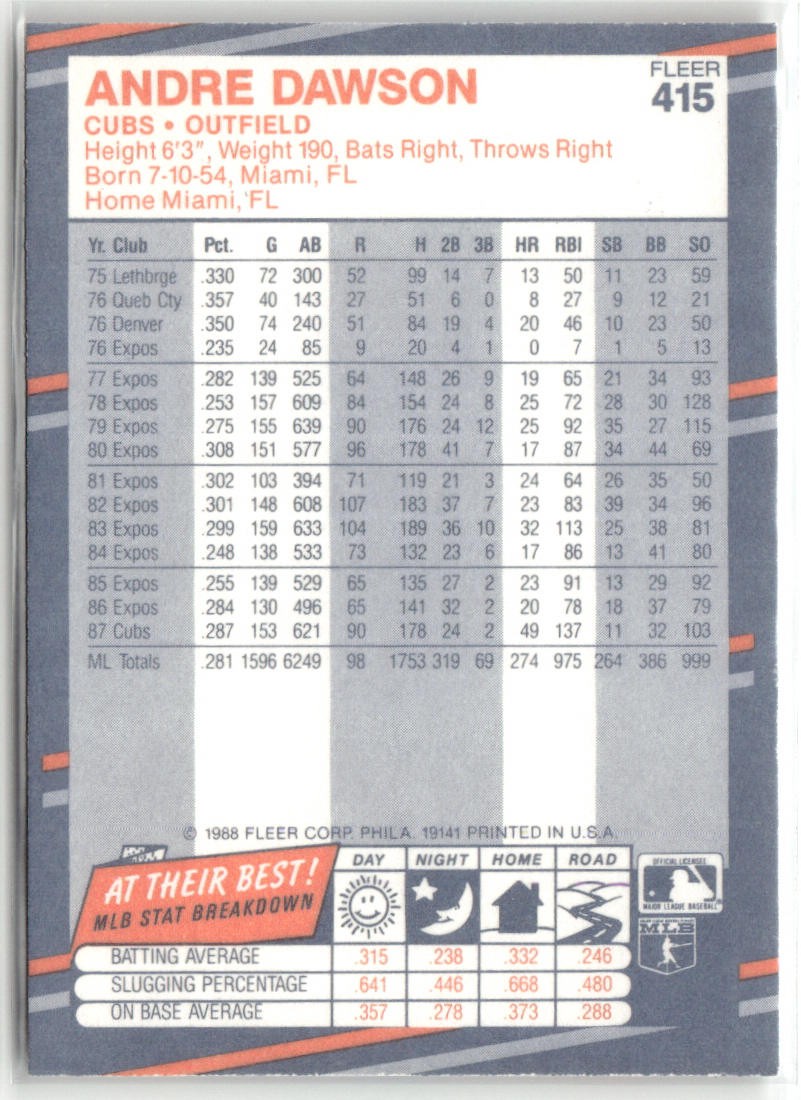 ANDRE DAWSON
FLEER
415
CUBS • OUTFIELD
Height 6'3", Weight 190, Bats Right, Throws Right
Born 7-10-54, Miami, FL
Home Miami, FL
Yr. Club Pct. G AB R H 2B 3B HR RBI SB BB SO
75 Lethbrge .330 72 300 52 99 14 7 13 50 11 23 59
76 Queb Cty .357 40 143 27 51 6 0 8 27 9 12 21
76 Denver .350 74 240 51 84 19 4 20 46 10 23 50
76 Expos .235 24 85 9 20 4 1 0 7 1 5 13
77 Expos .282 139 525 64 148 26 9 19 65 21 34 93
78 Expos .253 157 609 84 154 24 8 25 72 28 30 128
79 Expos .275 155 639 90 176 24 12 25 92 35 27 115
80 Expos .308 151 577 96 178 41 7 17 87 34 44 69
81 Expos .302 103 394 71 119 21 3 24 64 26 35 50
82 Expos .301 148 608 107 183 37 7 23 83 39 34 96
83 Expos .299 159 633 104 189 36 10 32 113 25 38 81
84 Expos .248 138 533 73 132 23 6 17 86 13 41 80
85 Expos .255 139 529 65 135 27 2 23 91 13 29 92
86 Expos .284 130 496 65 141 32 2 20 78 18 37 79
87 Cubs .287 153 621 90 178 24 2 49 137 11 32 103
ML Totals .281 1596 6249 98 1753 319 69 274 975 264 386 999
© 1988 FLEER CORP. PHILA. 19141 PRINTED IN U.S.A.
AT THEIR BEST!
MLB STAT BREAKDOWN
DAY NIGHT HOME ROAD
OFFICIAL LICENSEE
MAJOR LEAGUE BASEBALL
MLB
BATTING AVERAGE .315 .238 .332 .246
SLUGGING PERCENTAGE .641 .446 .668 .480
ON BASE AVERAGE .357 .278 .373 .288